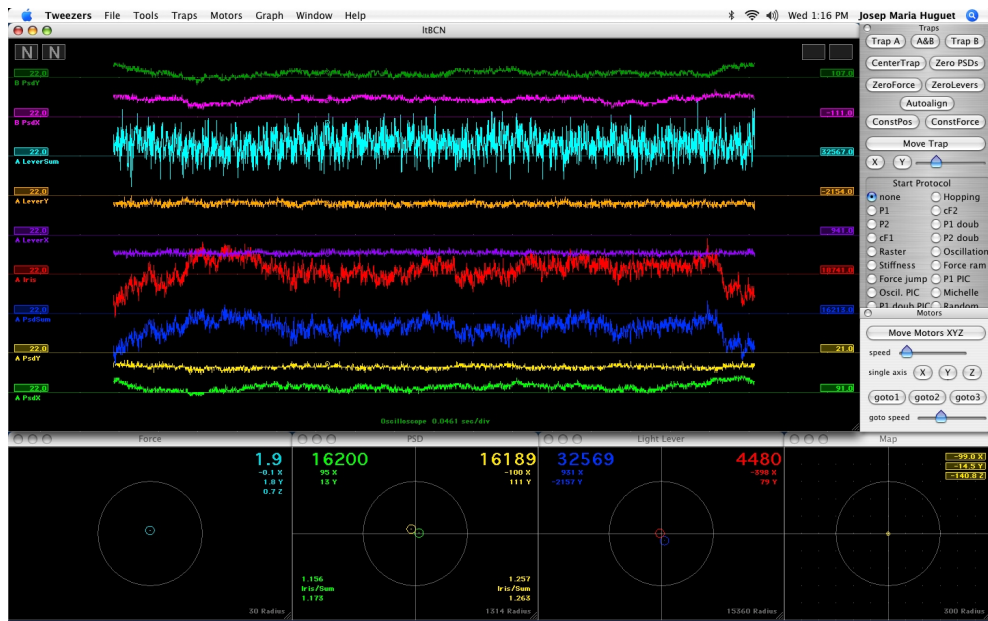 Tweezers File Tools Traps Motors Graph Window Help Wed 1:16 PM Josep Maria Huguet
ltBCN
N N
22.0 107.0
B PsdY
22.0 -111.0
B PsdX
22.0 32567.0
A LeverSum
22.0 -2154.0
A LeverY
22.0 941.0
A LeverX
22.0 18741.0
A Iris
22.0 16213.0
A PsdSum
22.0 21.0
A PsdY
22.0 91.0
A PsdX
Oscilloscope 0.0461 sec/div
Traps
Trap A A&B Trap B
CenterTrap Zero PSDs
ZeroForce ZeroLevers
Autoalign
ConstPos ConstForce
Move Trap
X Y
Start Protocol
none Hopping
P1 cF2
P2 P1 doub
cF1 P2 doub
Raster Oscillation
Stiffness Force ram
Force jump P1 PIC
Oscil. PIC Michelle
P1 doub PIC Random
Motors
Move Motors XYZ
speed
single axis X Y Z
goto1 goto2 goto3
goto speed
Force
1.9
-0.1 X
1.8 Y
0.7 Z
30 Radius
PSD
16200 16189
95 X -100 X
13 Y 111 Y
1.156 1.257
Iris/Sum Iris/Sum
1.173 1.263
1314 Radius
Light Lever
32569 4480
931 X -398 X
-2157 Y 79 Y
15360 Radius
Map
-99.0 X
-14.5 Y
-140.8 Z
300 Radius